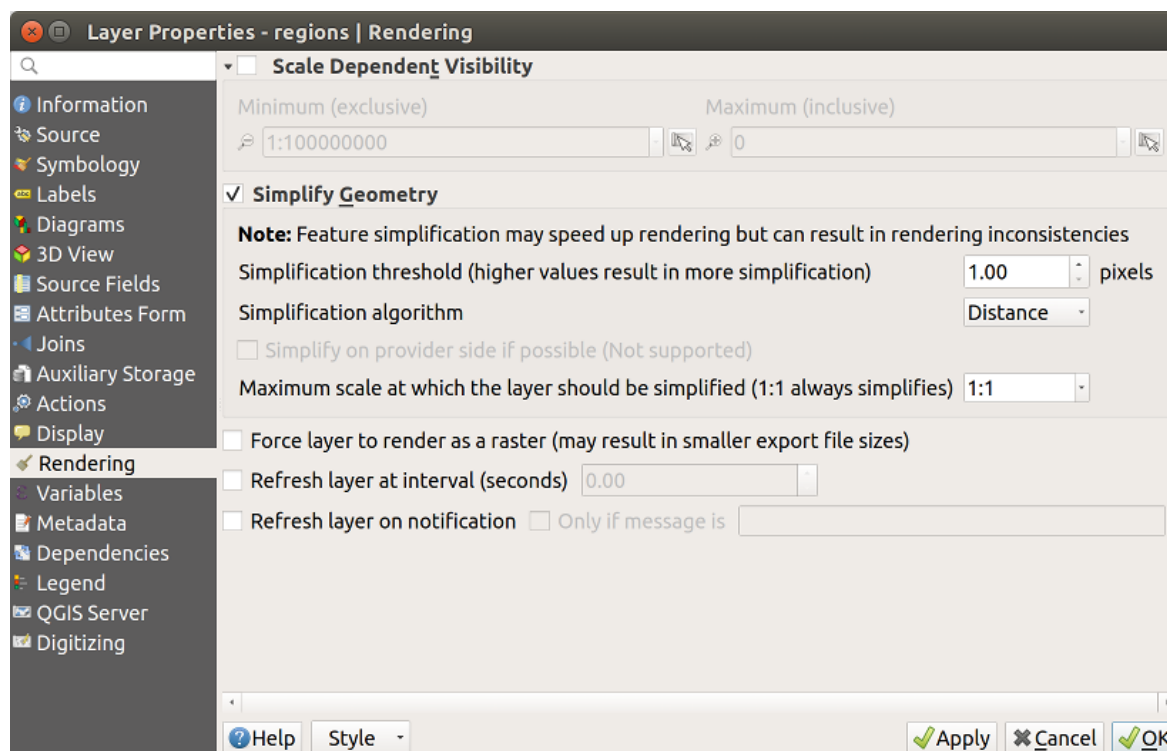 Layer Properties - regions | Rendering
Information
Source
Symbology
Labels
Diagrams
3D View
Source Fields
Attributes Form
Joins
Auxiliary Storage
Actions
Display
Rendering
Variables
Metadata
Dependencies
Legend
QGIS Server
Digitizing
Scale Dependent Visibility
Minimum (exclusive) Maximum (inclusive)
1:100000000 0
Simplify Geometry
Note: Feature simplification may speed up rendering but can result in rendering inconsistencies
Simplification threshold (higher values result in more simplification) 1.00 pixels
Simplification algorithm Distance
Simplify on provider side if possible (Not supported)
Maximum scale at which the layer should be simplified (1:1 always simplifies) 1:1
Force layer to render as a raster (may result in smaller export file sizes)
Refresh layer at interval (seconds) 0.00
Refresh layer on notification Only if message is
Help Style Apply Cancel OK